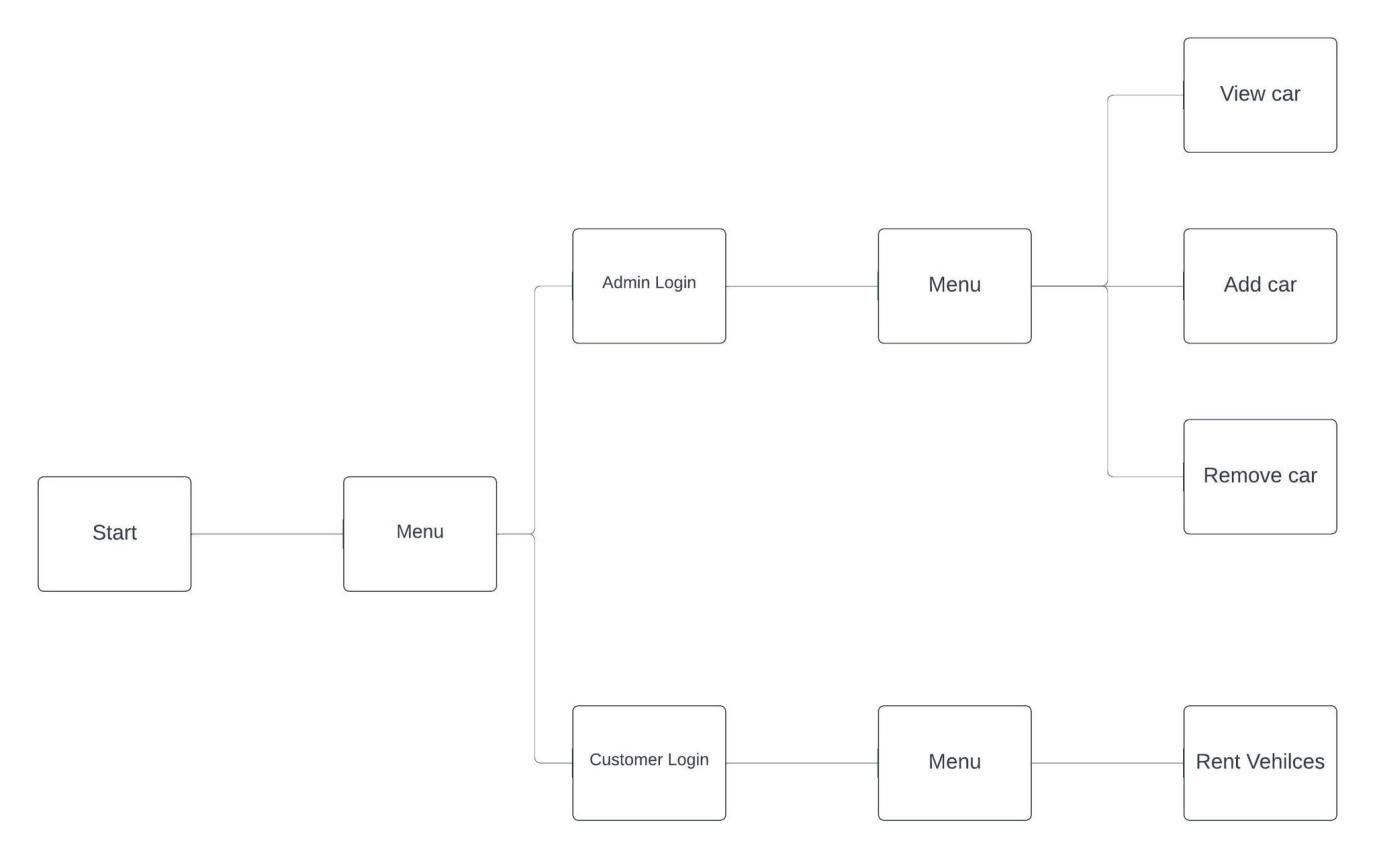 View car
Admin Login
Menu
Add car
Remove car
Start
Menu
Customer Login
Menu
Rent Vehilces